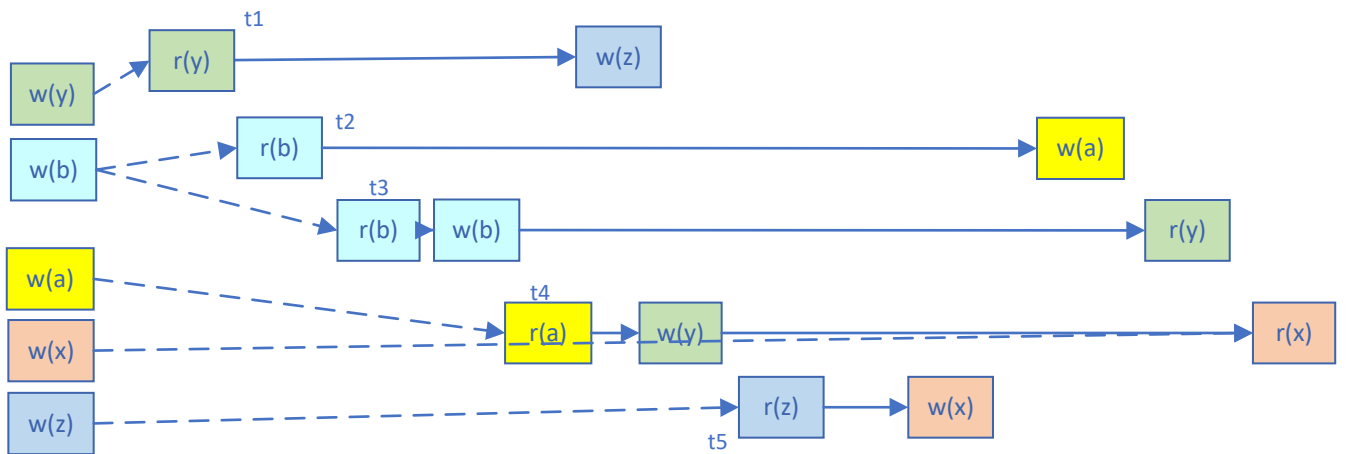 t1
w(y) r(y) w(z)
t2
w(b) r(b) w(a)
t3
r(b) w(b) r(y)
w(a)
t4
w(x) r(a) w(y) r(x)
w(z) r(z) w(x)
t5